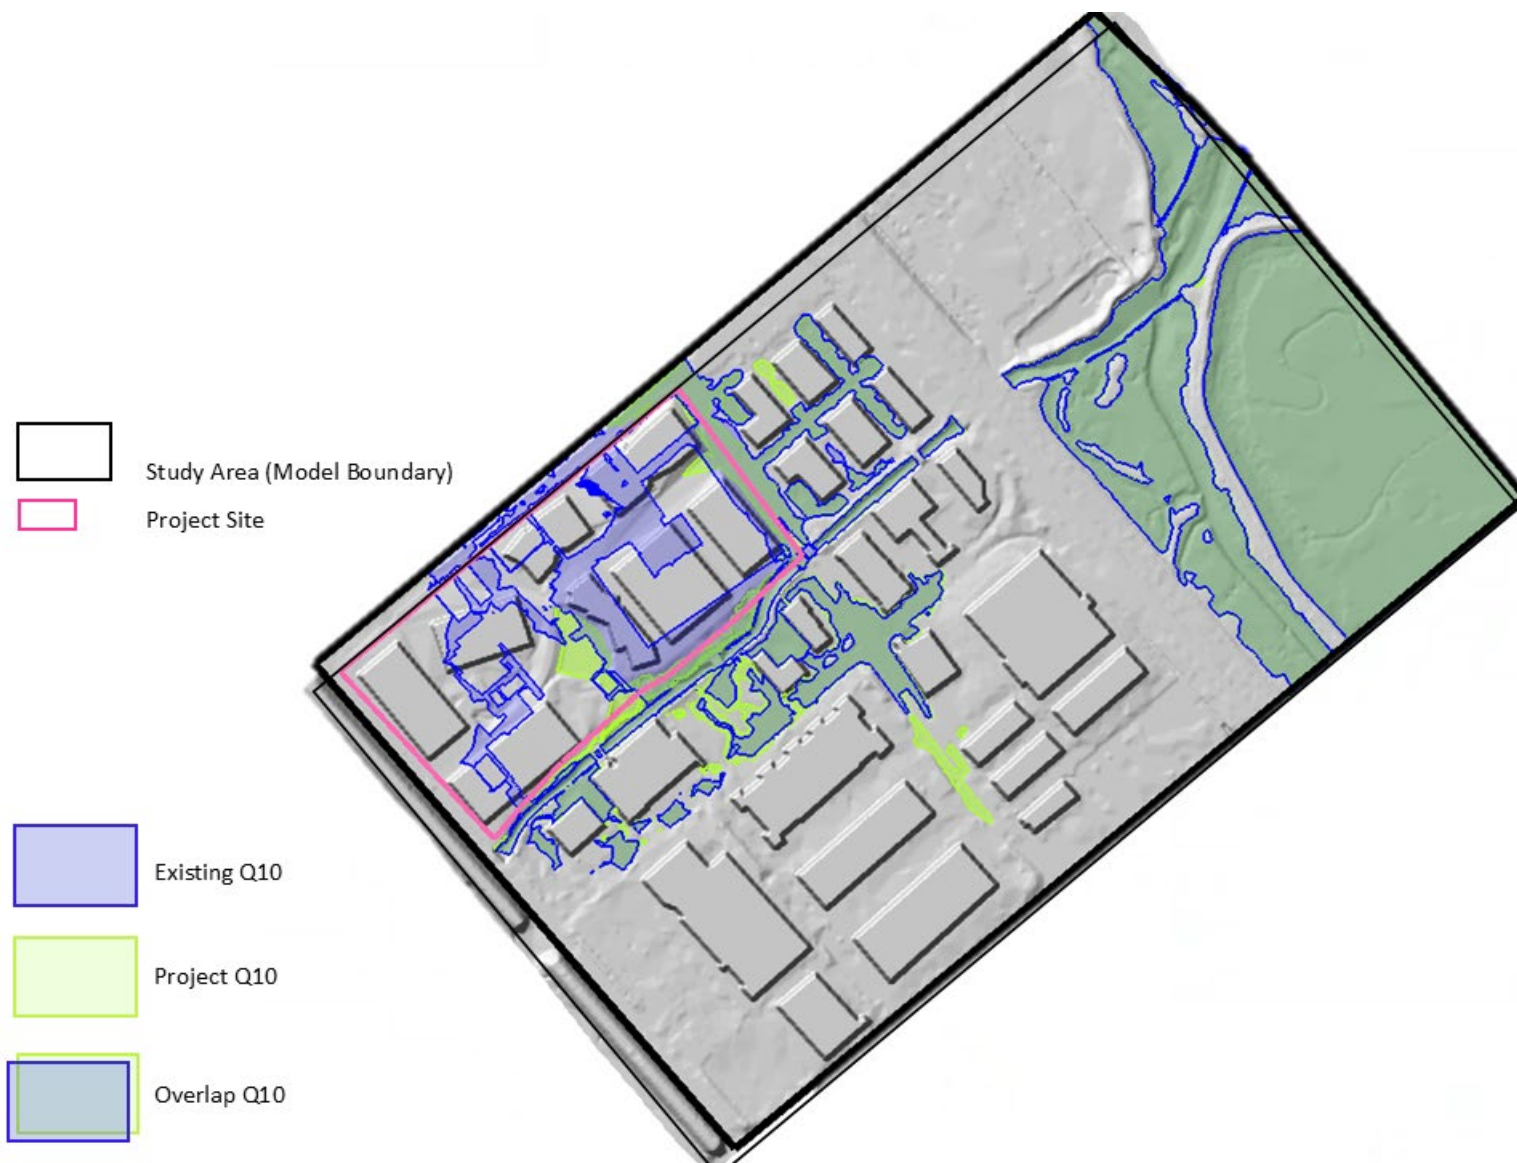 Study Area (Model Boundary)
Project Site
Existing Q10
Project Q10
Overlap Q10